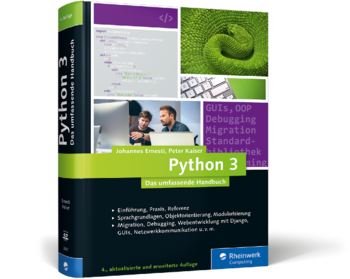 </>
GUIs, OOP
Debugging
Migration
Standard-
bibliothek
Johannes Ernesti, Peter Kaiser
Python 3
Das umfassende Handbuch
Einführung, Praxis, Referenz
Sprachgrundlagen, Objektorientierung, Modularisierung
Migration, Debugging, Webentwicklung mit Django,
GUIs, Netzwerkkommunikation u. v. m.
4., aktualisierte und erweiterte Auflage
Rheinwerk
Computing
Python 3
Das umfassende Handbuch
Ernesti
Kaiser